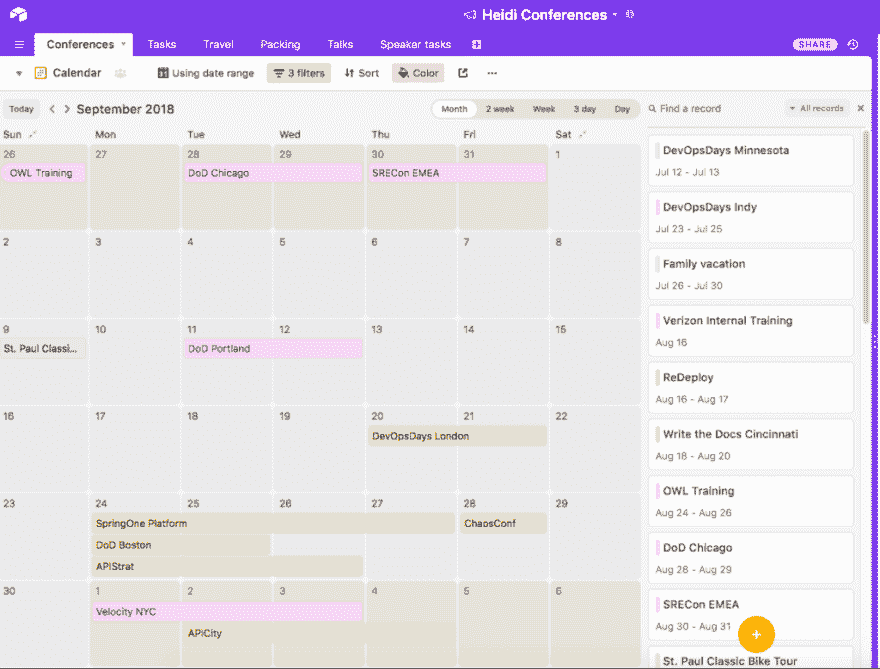 Heidi Conferences
Conferences Tasks Travel Packing Talks Speaker tasks SHARE
Calendar Using date range 3 filters Sort Color ...
Today September 2018 Month 2 week Week 3 day Day Find a record All records
Sun Mon Tue Wed Thu Fri Sat
26 27 28 29 30 31 1
OWL Training DoD Chicago SRECon EMEA
2 3 4 5 6 7 8
9 10 11 12 13 14 15
St. Paul Classi... DoD Portland
16 17 18 19 20 21 22
DevOpsDays London
23 24 25 26 27 28 29
SpringOne Platform ChaosConf
DoD Boston
APIStrat
30 1 2 3 4 5 6
Velocity NYC
APICity
DevOpsDays Minnesota
Jul 12 - Jul 13
DevOpsDays Indy
Jul 23 - Jul 25
Family vacation
Jul 26 - Jul 30
Verizon Internal Training
Aug 16
ReDeploy
Aug 16 - Aug 17
Write the Docs Cincinnati
Aug 18 - Aug 20
OWL Training
Aug 24 - Aug 26
DoD Chicago
Aug 28 - Aug 29
SRECon EMEA
Aug 30 - Aug 31
St. Paul Classic Bike Tour